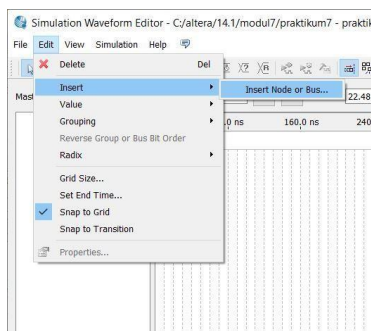 Simulation Waveform Editor - C:/altera/14.1/modul7/praktikum7 - praktik
File Edit View Simulation Help
Delete Del
Insert
Insert Node or Bus...
Value
Grouping
Reverse Group or Bus Bit Order
Radix
Grid Size...
Set End Time...
Snap to Grid
Snap to Transition
Properties...
Mast
22.48
.0 ns 160.0 ns 240